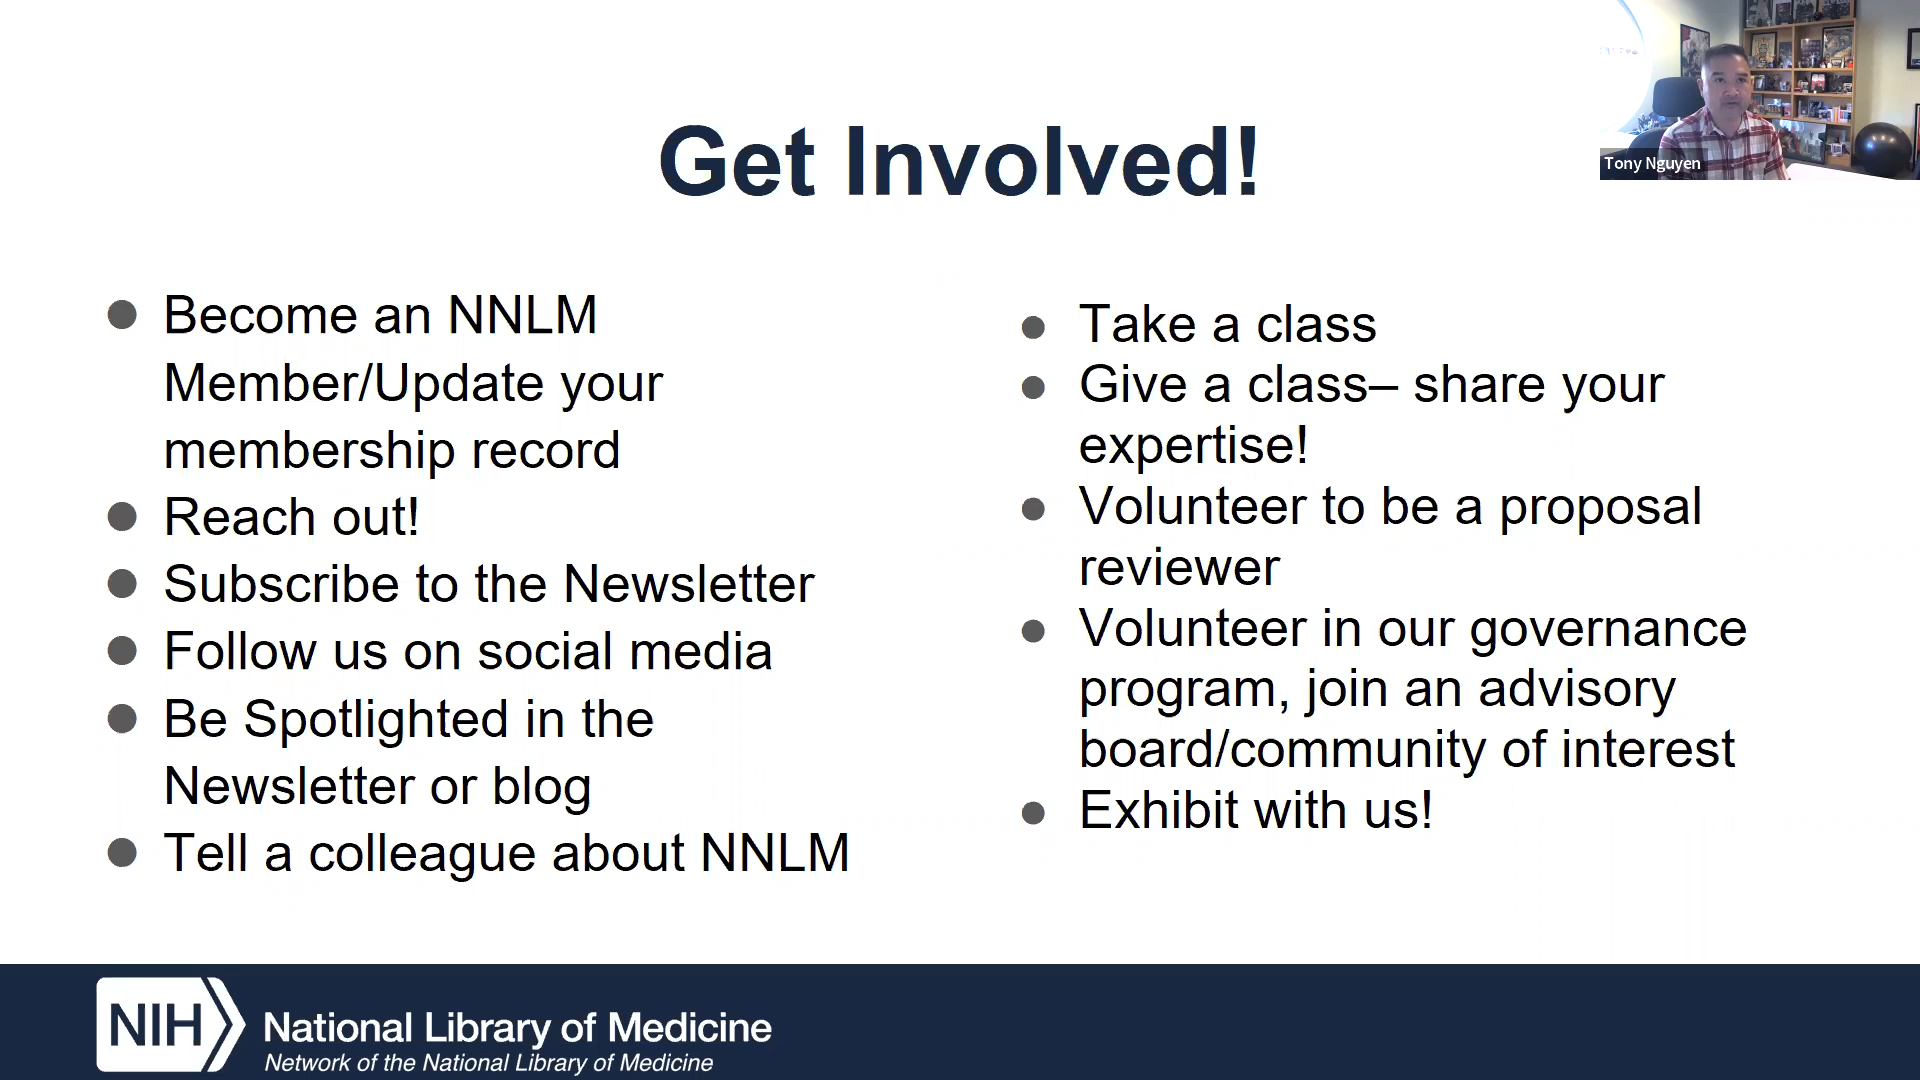 Get Involved!
Tony Nguyen
Become an NNLM
Member/Update your
membership record
Reach out!
Subscribe to the Newsletter
Follow us on social media
Be Spotlighted in the
Newsletter or blog
Tell a colleague about NNLM
Take a class
Give a class– share your
expertise!
Volunteer to be a proposal
reviewer
Volunteer in our governance
program, join an advisory
board/community of interest
Exhibit with us!
NIH
National Library of Medicine
Network of the National Library of Medicine